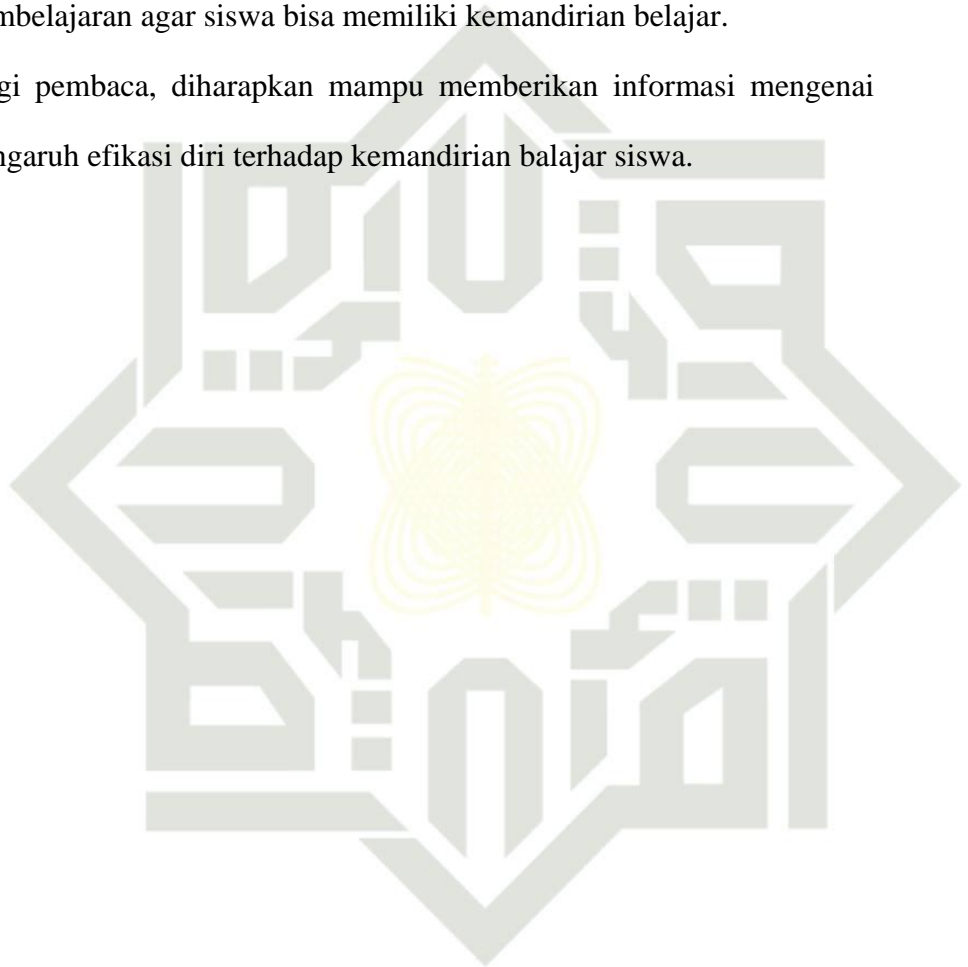 mbelajaran agar siswa bisa memiliki kemandirian belajar.
gi pembaca, diharapkan mampu memberikan informasi mengenai
ngaruh efikasi diri terhadap kemandirian balajar siswa.